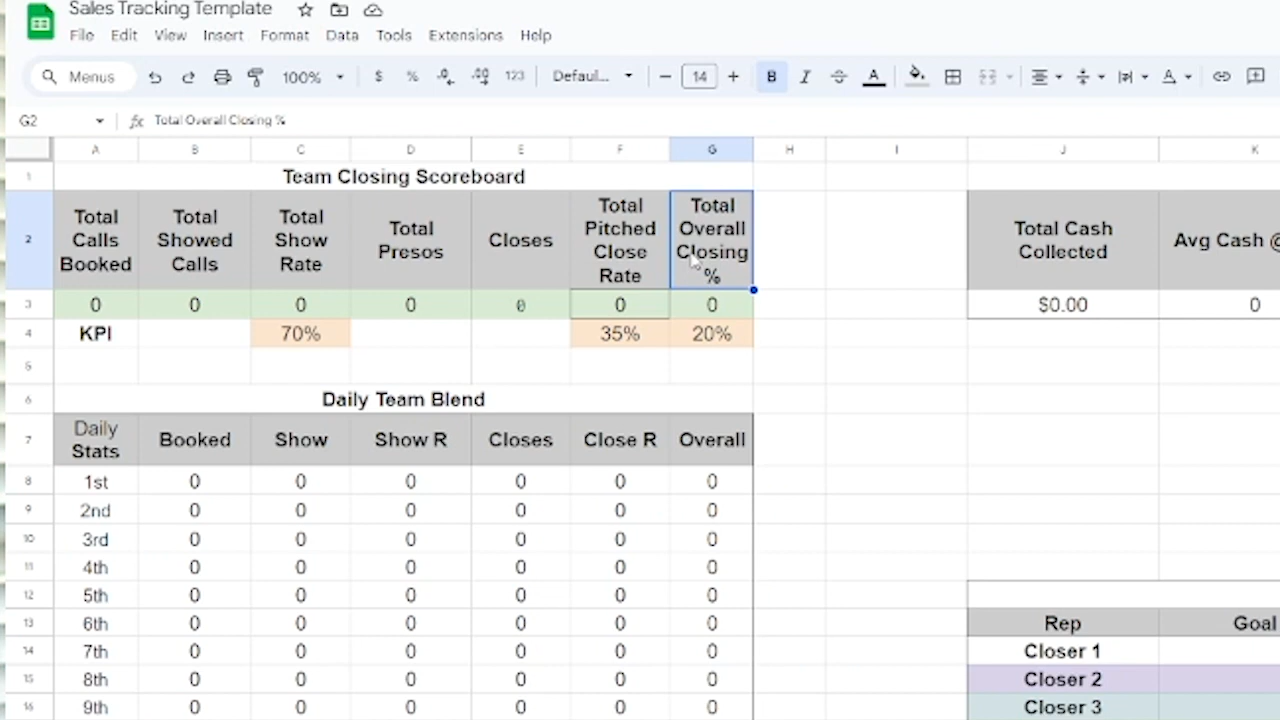 Sales Tracking Template
File Edit View Insert Format Data Tools Extensions Help
Menus 100% $ % .0 .00 123 Defaul... 14 B I A
G2 fx Total Overall Closing %
A B C D E F G H I J K
1 Team Closing Scoreboard
2 Total Calls Booked Total Showed Calls Total Show Rate Total Presos Closes Total Pitched Close Rate Total Overall Closing % Total Cash Collected Avg Cash @
3 0 0 0 0 0 0 0 $0.00 0
4 KPI 70% 35% 20%
5
6 Daily Team Blend
7 Daily Stats Booked Show Show R Closes Close R Overall
8 1st 0 0 0 0 0 0
9 2nd 0 0 0 0 0 0
10 3rd 0 0 0 0 0 0
11 4th 0 0 0 0 0 0
12 5th 0 0 0 0 0 0
13 6th 0 0 0 0 0 0 Rep Goal
14 7th 0 0 0 0 0 0 Closer 1
15 8th 0 0 0 0 0 0 Closer 2
16 9th 0 0 0 0 0 0 Closer 3